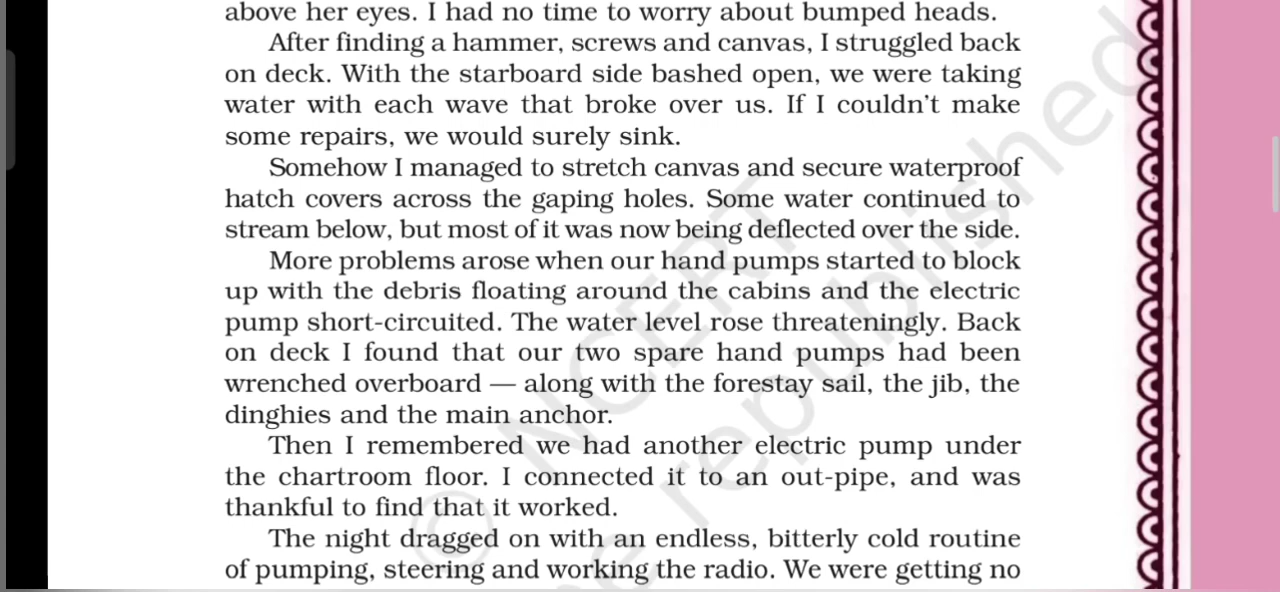 above her eyes. I had no time to worry about bumped heads.
After finding a hammer, screws and canvas, I struggled back
on deck. With the starboard side bashed open, we were taking
water with each wave that broke over us. If I couldn't make
some repairs, we would surely sink.
Somehow I managed to stretch canvas and secure waterproof
hatch covers across the gaping holes. Some water continued to
stream below, but most of it was now being deflected over the side.
More problems arose when our hand pumps started to block
up with the debris floating around the cabins and the electric
pump short-circuited. The water level rose threateningly. Back
on deck I found that our two spare hand pumps had been
wrenched overboard — along with the forestay sail, the jib, the
dinghies and the main anchor.
Then I remembered we had another electric pump under
the chartroom floor. I connected it to an out-pipe, and was
thankful to find that it worked.
The night dragged on with an endless, bitterly cold routine
of pumping, steering and working the radio. We were getting no
© NCERT
republished